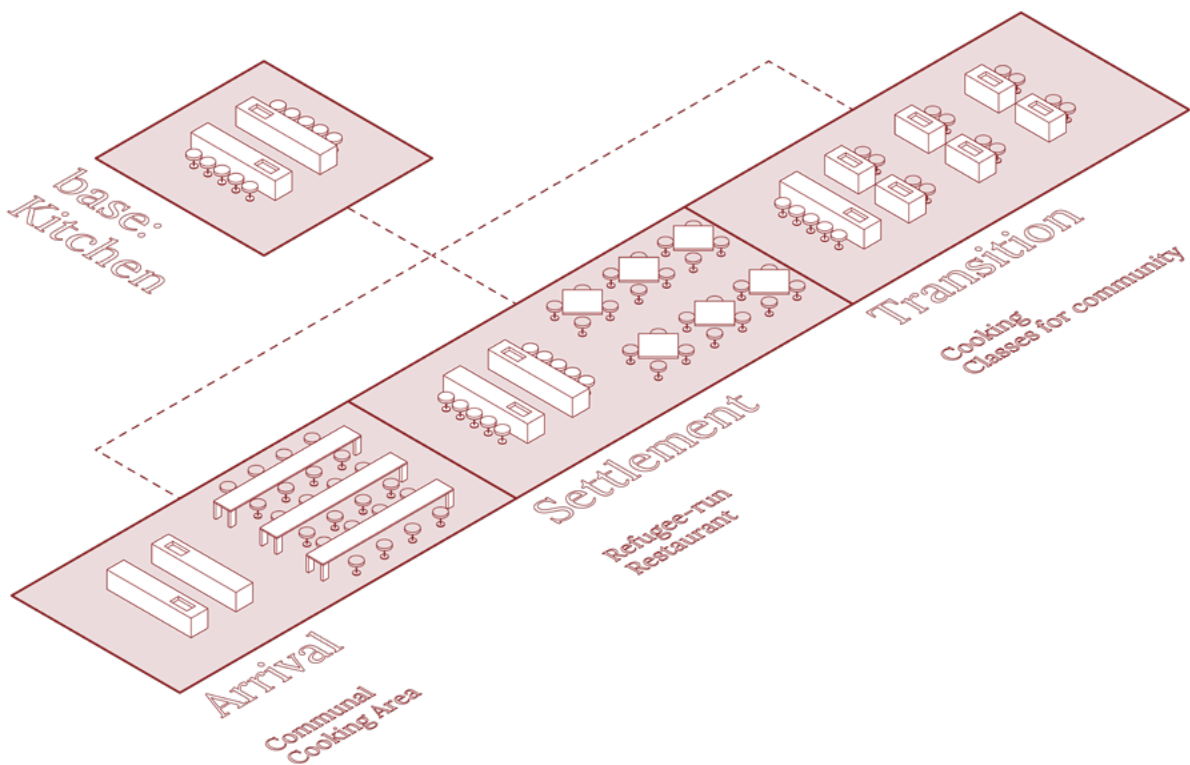 base:
Kitchen
Transition
Cooking
Classes for community
Settlement
Refugee-run
Restaurant
Arrival
Communal
Cooking Area